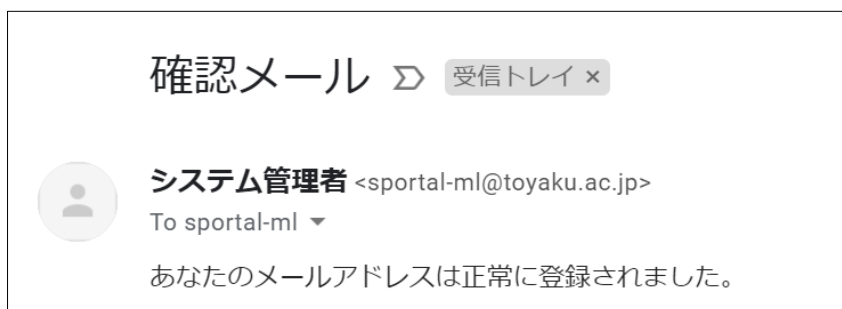 確認メール 受信トレイ ×
システム管理者 <sportal-ml@toyaku.ac.jp>
To sportal-ml
あなたのメールアドレスは正常に登録されました。